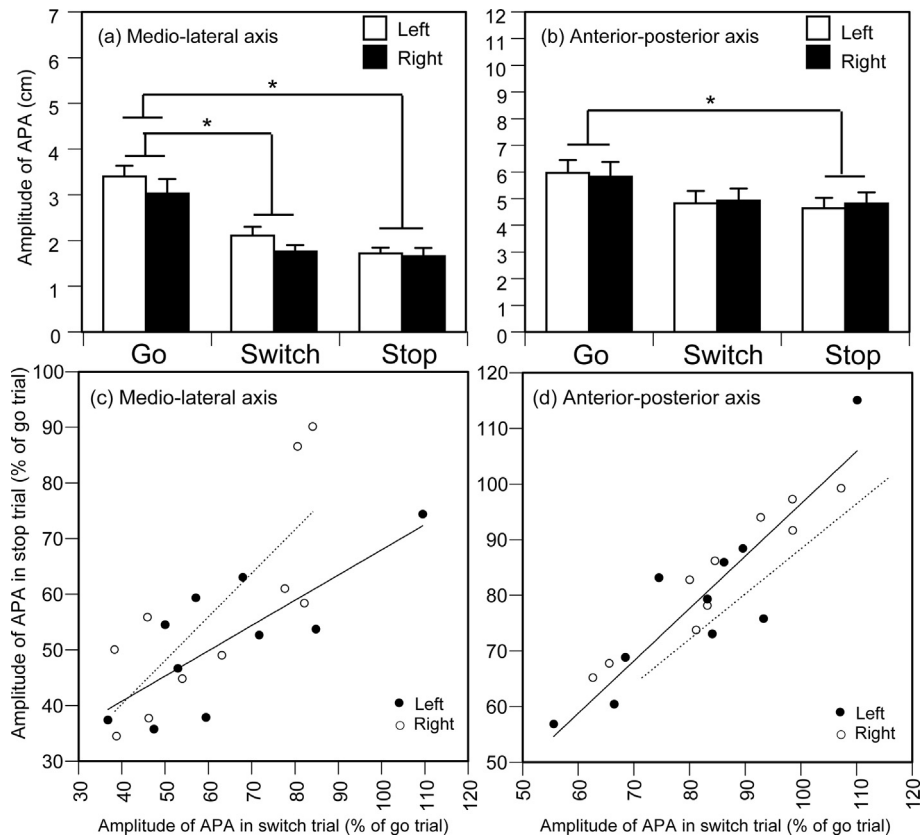 (a) Medio-lateral axis
Left
Right
*
*
Amplitude of APA (cm)
7
6
5
4
3
2
1
0
Go Switch Stop
(b) Anterior-posterior axis
Left
Right
*
12
11
10
9
8
7
6
5
4
3
2
1
0
Go Switch Stop
(c) Medio-lateral axis
Amplitude of APA in stop trial (% of go trial)
100
90
80
70
60
50
40
30
Left
Right
30 40 50 60 70 80 90 100 110 120
Amplitude of APA in switch trial (% of go trial)
(d) Anterior-posterior axis
120
110
100
90
80
70
60
50
Left
Right
50 60 70 80 90 100 110 120
Amplitude of APA in switch trial (% of go trial)